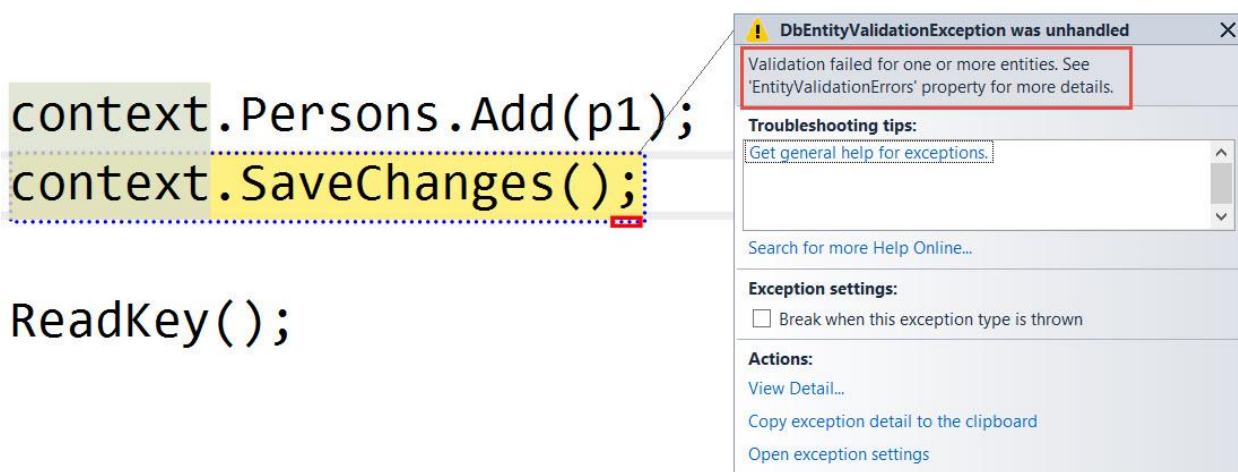 context.Persons.Add(p1);
context.SaveChanges();
ReadKey();
DbEntityValidationException was unhandled
Validation failed for one or more entities. See
'EntityValidationErrors' property for more details.
Troubleshooting tips:
Get general help for exceptions.
Search for more Help Online...
Exception settings:
Break when this exception type is thrown
Actions:
View Detail...
Copy exception detail to the clipboard
Open exception settings